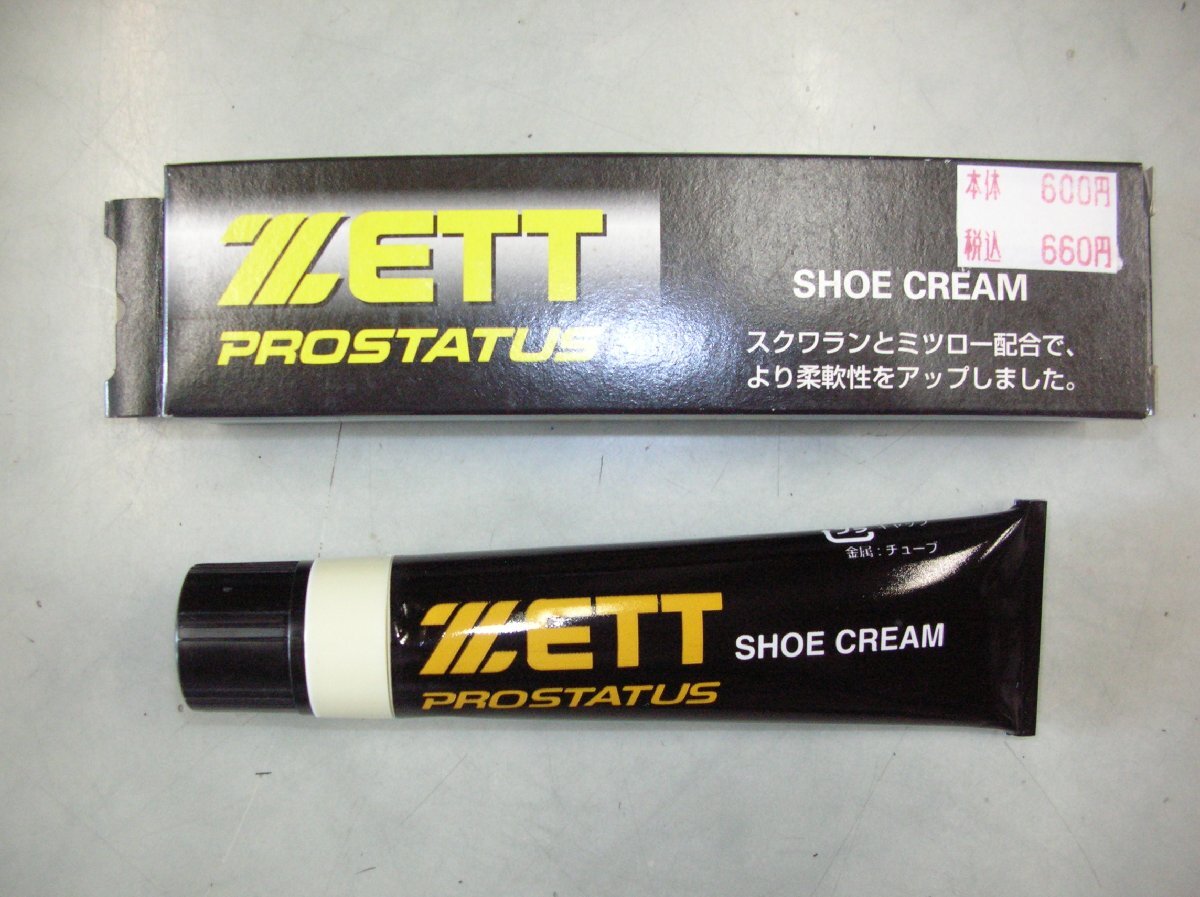 ZETT
PROSTATUS
本体 600円
税込 660円
SHOE CREAM
スクワランとミツロー配合で、
より柔軟性をアップしました。
金属:チューブ
ZETT
PROSTATUS
SHOE CREAM